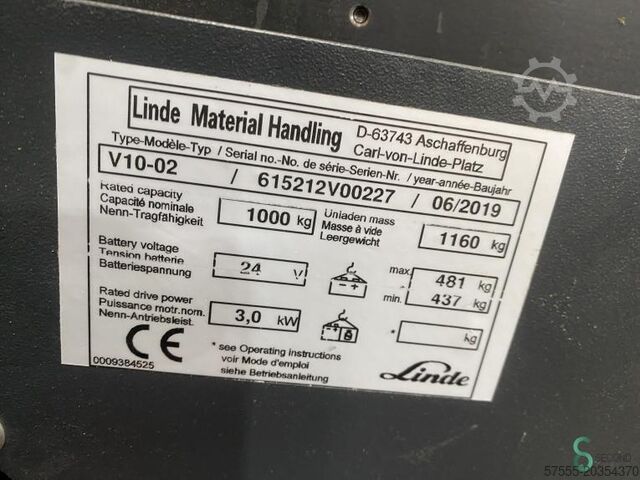 Linde Material Handling
D-63743 Aschaffenburg
Carl-von-Linde-Platz
Type-Modèle-Typ / Serial no.-No. de série-Serien-Nr. / year-année-Baujahr
V10-02 / 615212V00227 / 06/2019
Rated capacity
Capacité nominale
Nenn-Tragfähigkeit
1000 kg
Unladen mass
Masse à vide
Leergewicht
1160 kg
Battery voltage
Tension batterie
Batteriespannung
24 V
max. 481 kg
min. 437 kg
Rated drive power
Puissance motr.nom.
Nenn-Antriebsleist.
3,0 kW
* kg
CE
* see Operating instructions
voir Mode d'emploi
siehe Betriebsanleitung
0009384525
Linde
SECOND
57555-20354370